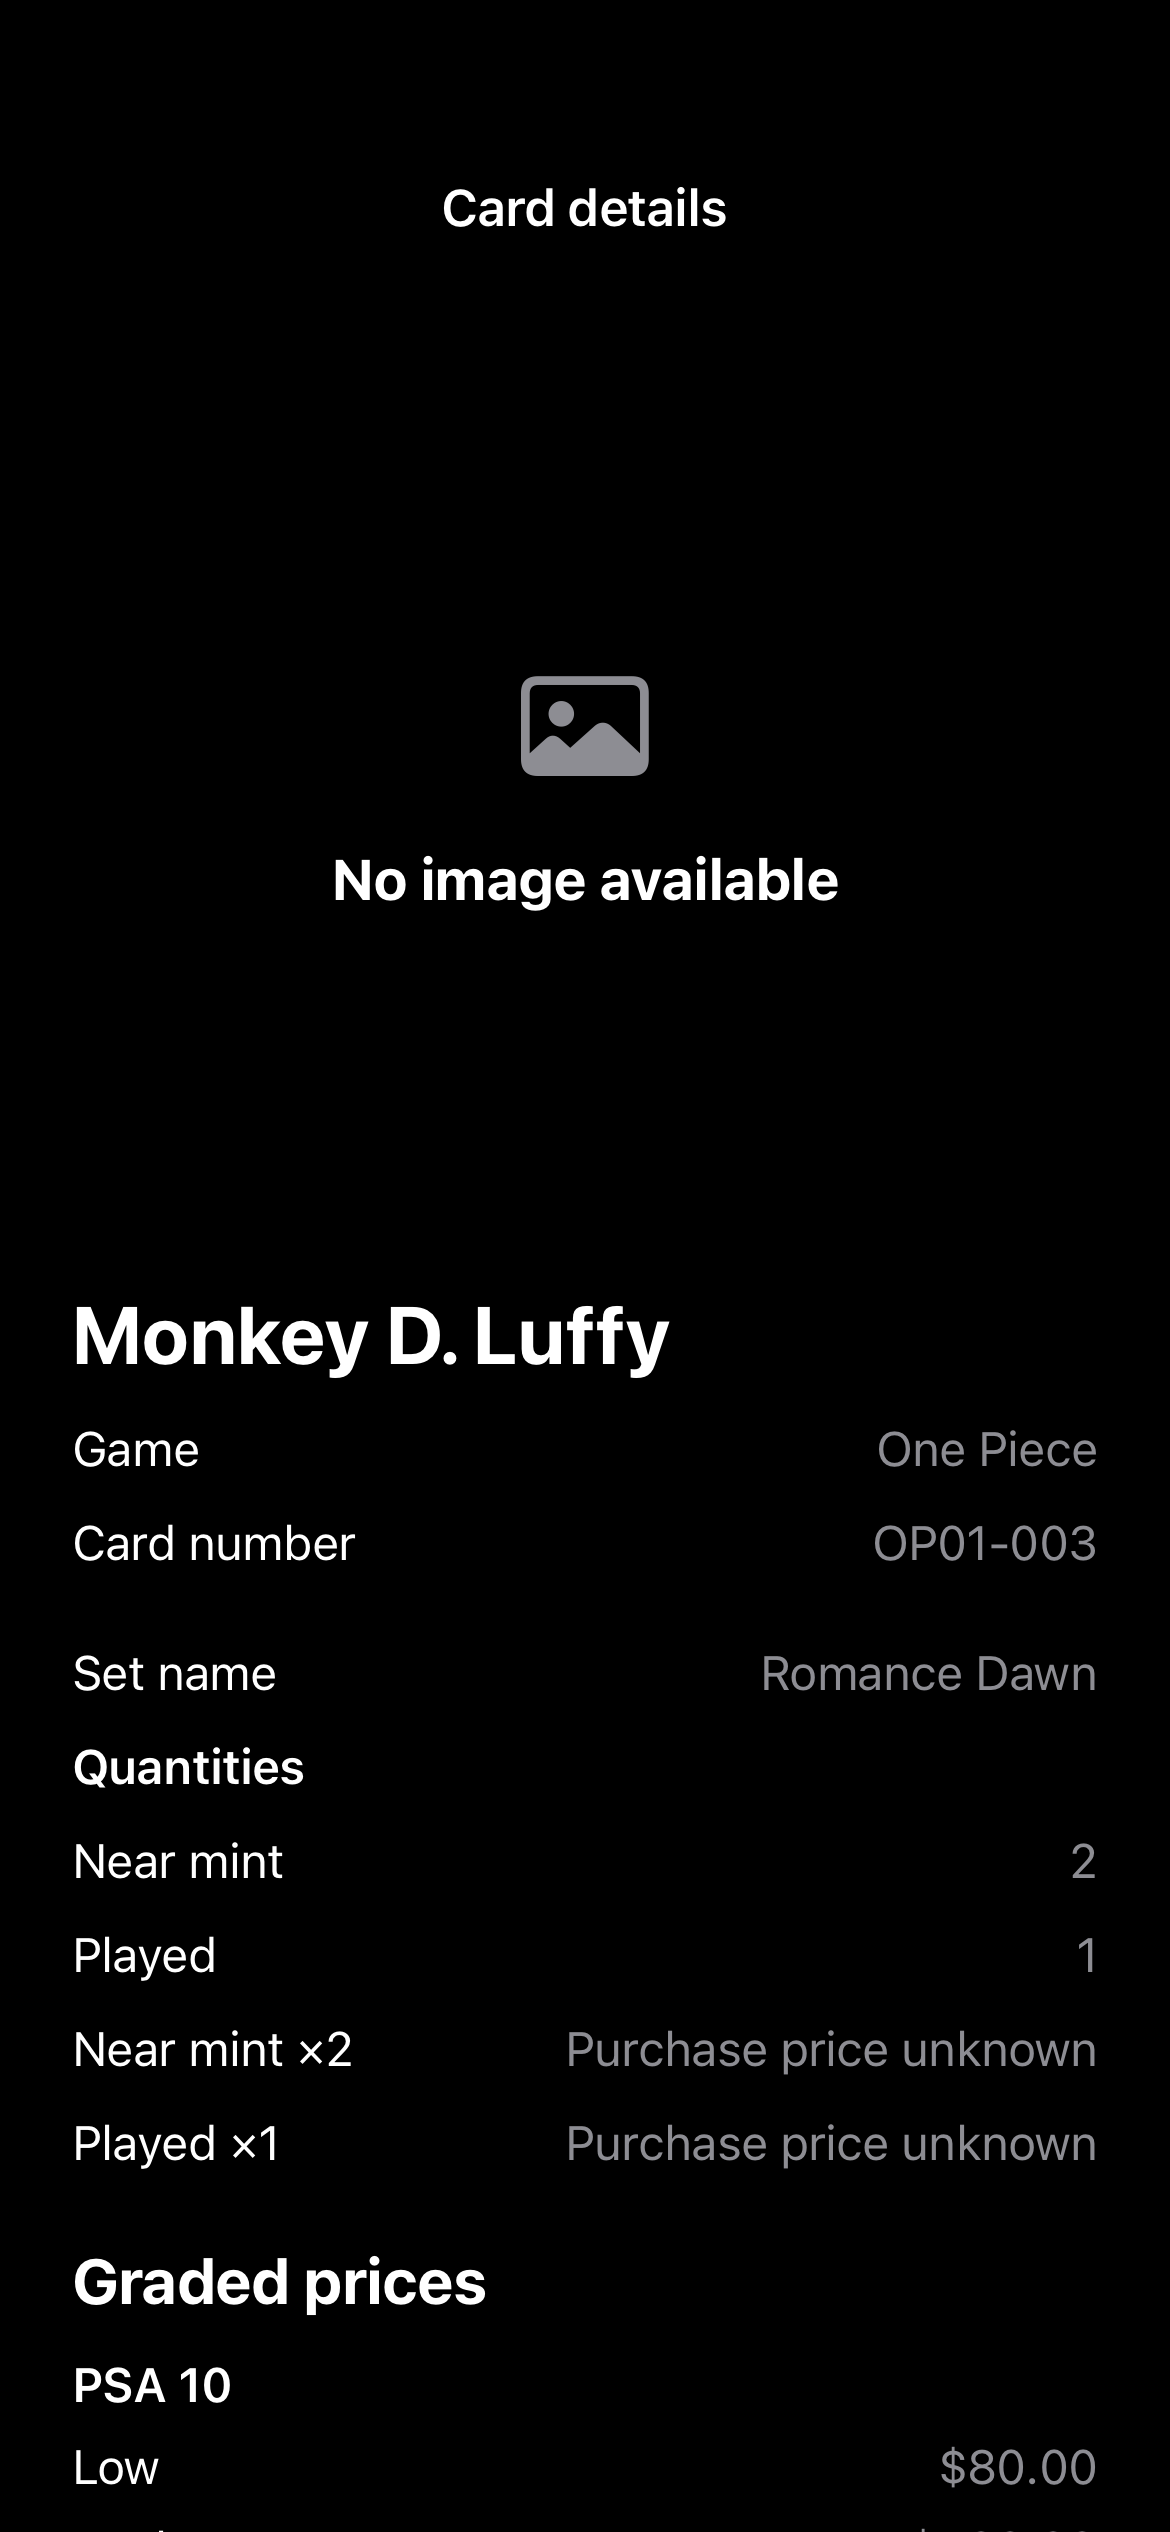 Card details
No image available
Monkey D. Luffy
Game One Piece
Card number OP01-003
Set name Romance Dawn
Quantities
Near mint 2
Played 1
Near mint ×2 Purchase price unknown
Played ×1 Purchase price unknown
Graded prices
PSA 10
Low $80.00